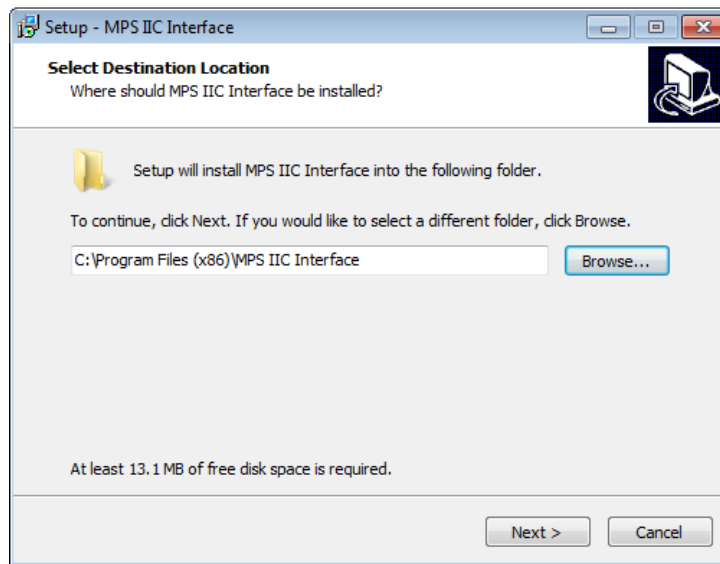 Setup - MPS IIC Interface
Select Destination Location
Where should MPS IIC Interface be installed?
Setup will install MPS IIC Interface into the following folder.
To continue, click Next. If you would like to select a different folder, click Browse.
C:\Program Files (x86)\MPS IIC Interface
Browse...
At least 13.1 MB of free disk space is required.
Next >
Cancel